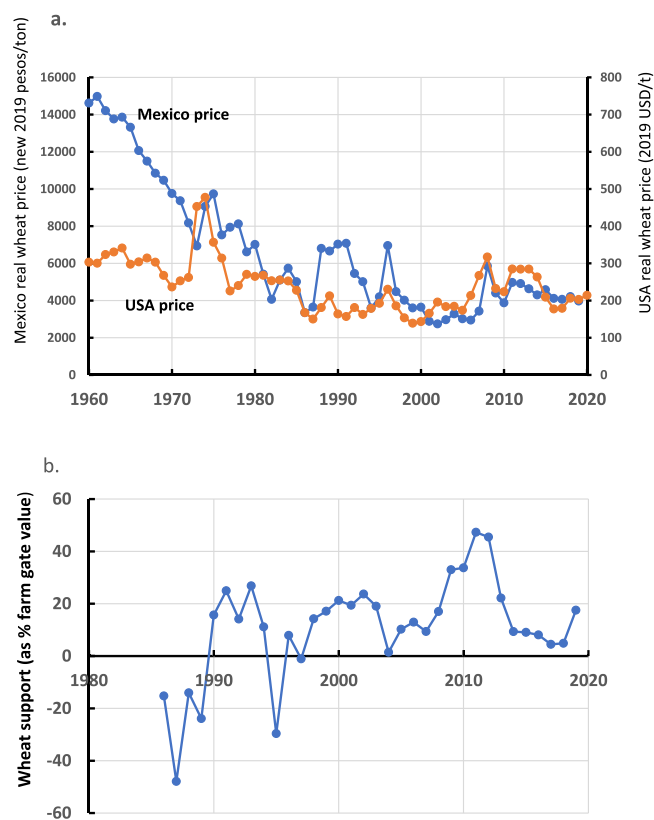 a.
Mexico real wheat price (new 2019 pesos/ton)
16000
14000
12000
10000
8000
6000
4000
2000
0
Mexico price
USA price
800
700
600
500
400
300
200
100
0
USA real wheat price (2019 USD/t)
1960 1970 1980 1990 2000 2010 2020
b.
Wheat support (as % farm gate value)
60
40
20
0
-20
-40
-60
1980 1990 2000 2010 2020